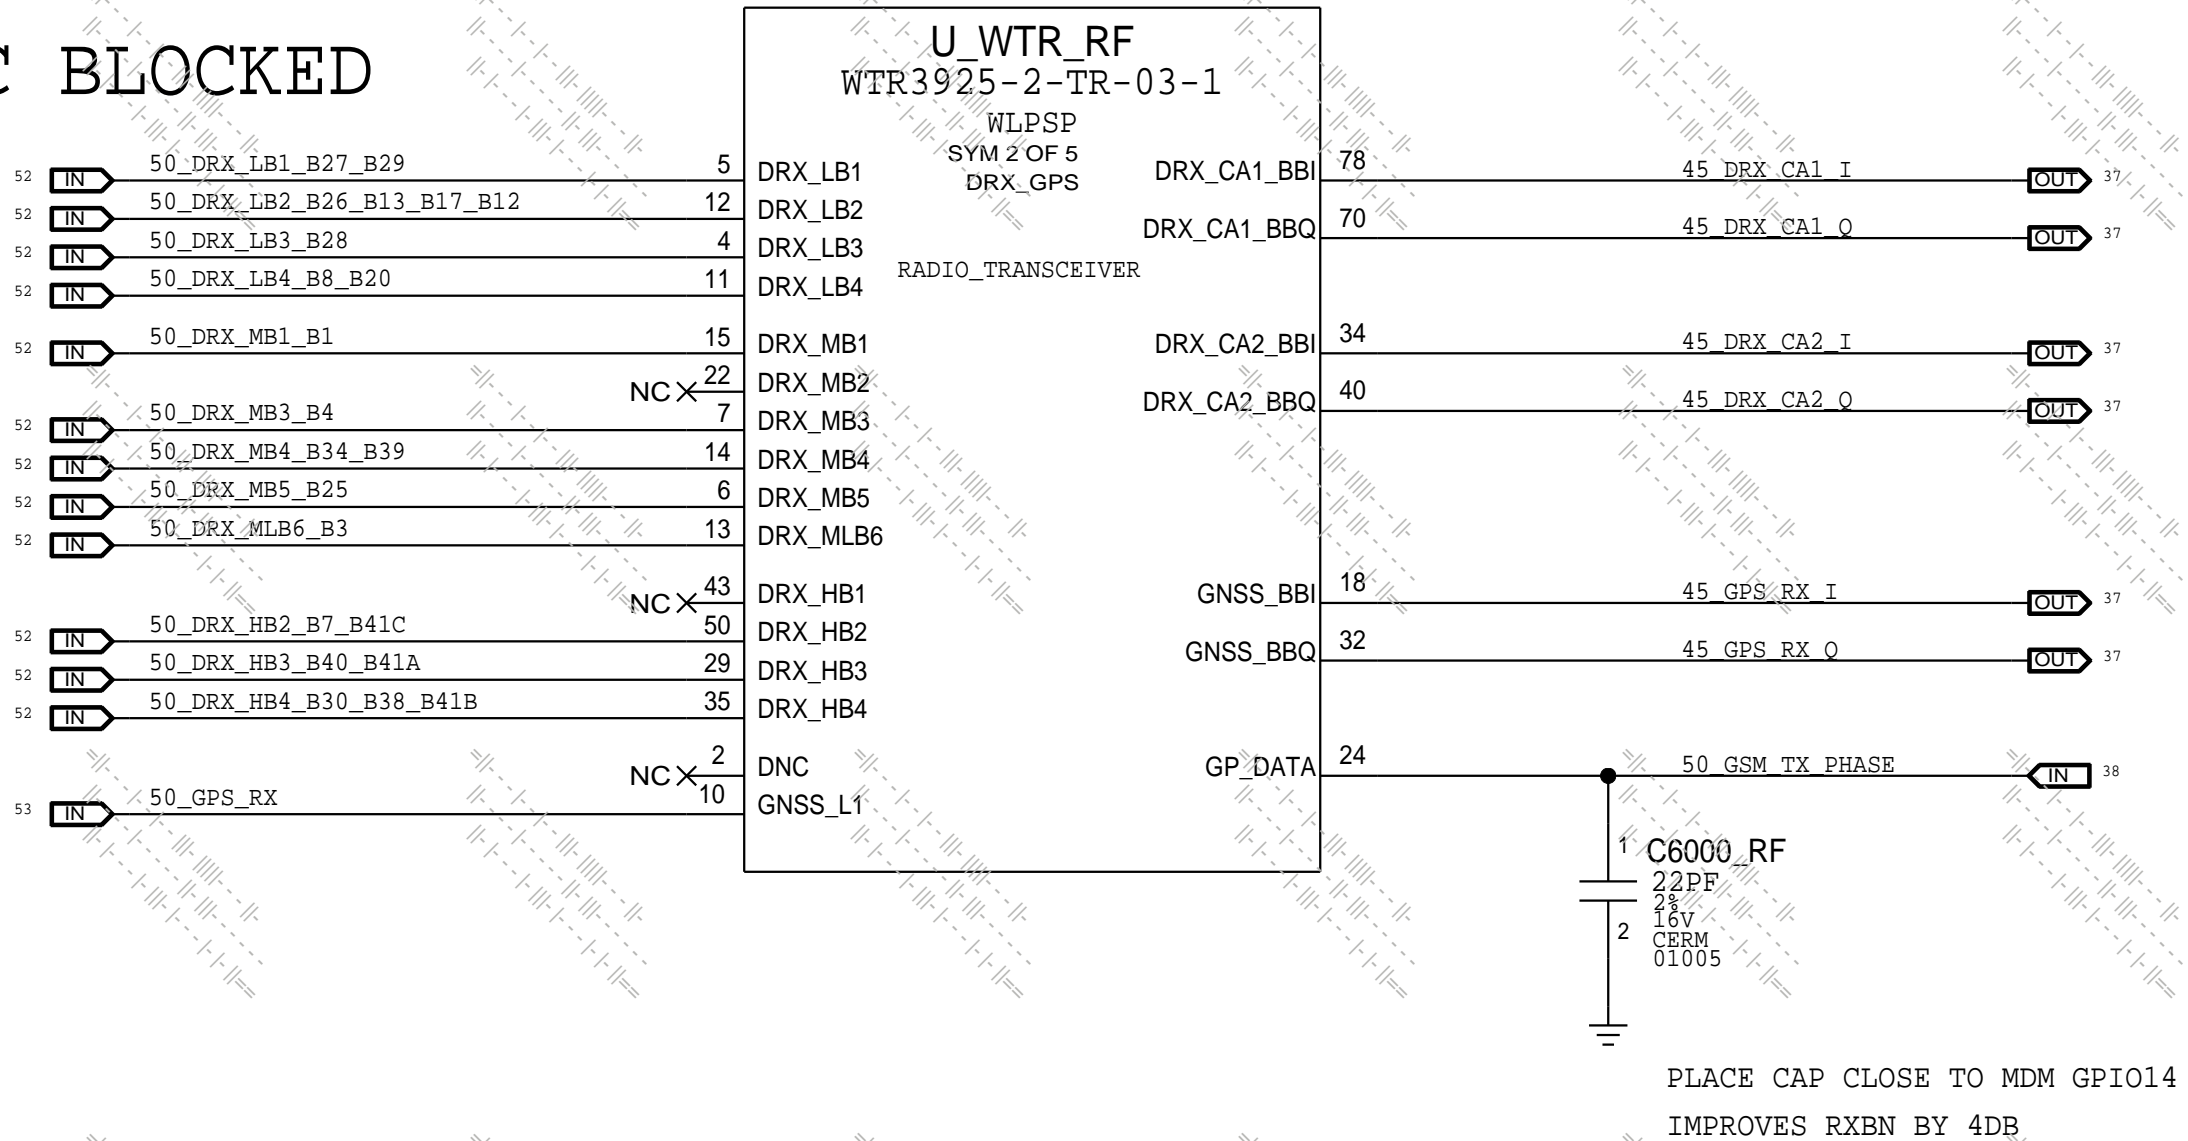 C BLOCKED
U_WTR_RF
WTR3925-2-TR-03-1
WLPSP
SYM 2 OF 5
DRX_GPS
RADIO_TRANSCEIVER
52 IN 50_DRX_LB1_B27_B29 5 DRX_LB1
52 IN 50_DRX_LB2_B26_B13_B17_B12 12 DRX_LB2
52 IN 50_DRX_LB3_B28 4 DRX_LB3
52 IN 50_DRX_LB4_B8_B20 11 DRX_LB4
52 IN 50_DRX_MB1_B1 15 DRX_MB1
NC 22 DRX_MB2
52 IN 50_DRX_MB3_B4 7 DRX_MB3
52 IN 50_DRX_MB4_B34_B39 14 DRX_MB4
52 IN 50_DRX_MB5_B25 6 DRX_MB5
52 IN 50_DRX_MLB6_B3 13 DRX_MLB6
NC 43 DRX_HB1
52 IN 50_DRX_HB2_B7_B41C 50 DRX_HB2
52 IN 50_DRX_HB3_B40_B41A 29 DRX_HB3
52 IN 50_DRX_HB4_B30_B38_B41B 35 DRX_HB4
NC 2 DNC
53 IN 50_GPS_RX 10 GNSS_L1
DRX_CA1_BBI 78 45_DRX_CA1_I OUT 37
DRX_CA1_BBQ 70 45_DRX_CA1_Q OUT 37
DRX_CA2_BBI 34 45_DRX_CA2_I OUT 37
DRX_CA2_BBQ 40 45_DRX_CA2_Q OUT 37
GNSS_BBI 18 45_GPS_RX_I OUT 37
GNSS_BBQ 32 45_GPS_RX_Q OUT 37
GP_DATA 24 50_GSM_TX_PHASE IN 38
1 C6000_RF
22PF
2%
16V
2 CERM
01005
PLACE CAP CLOSE TO MDM GPIO14
IMPROVES RXBN BY 4DB